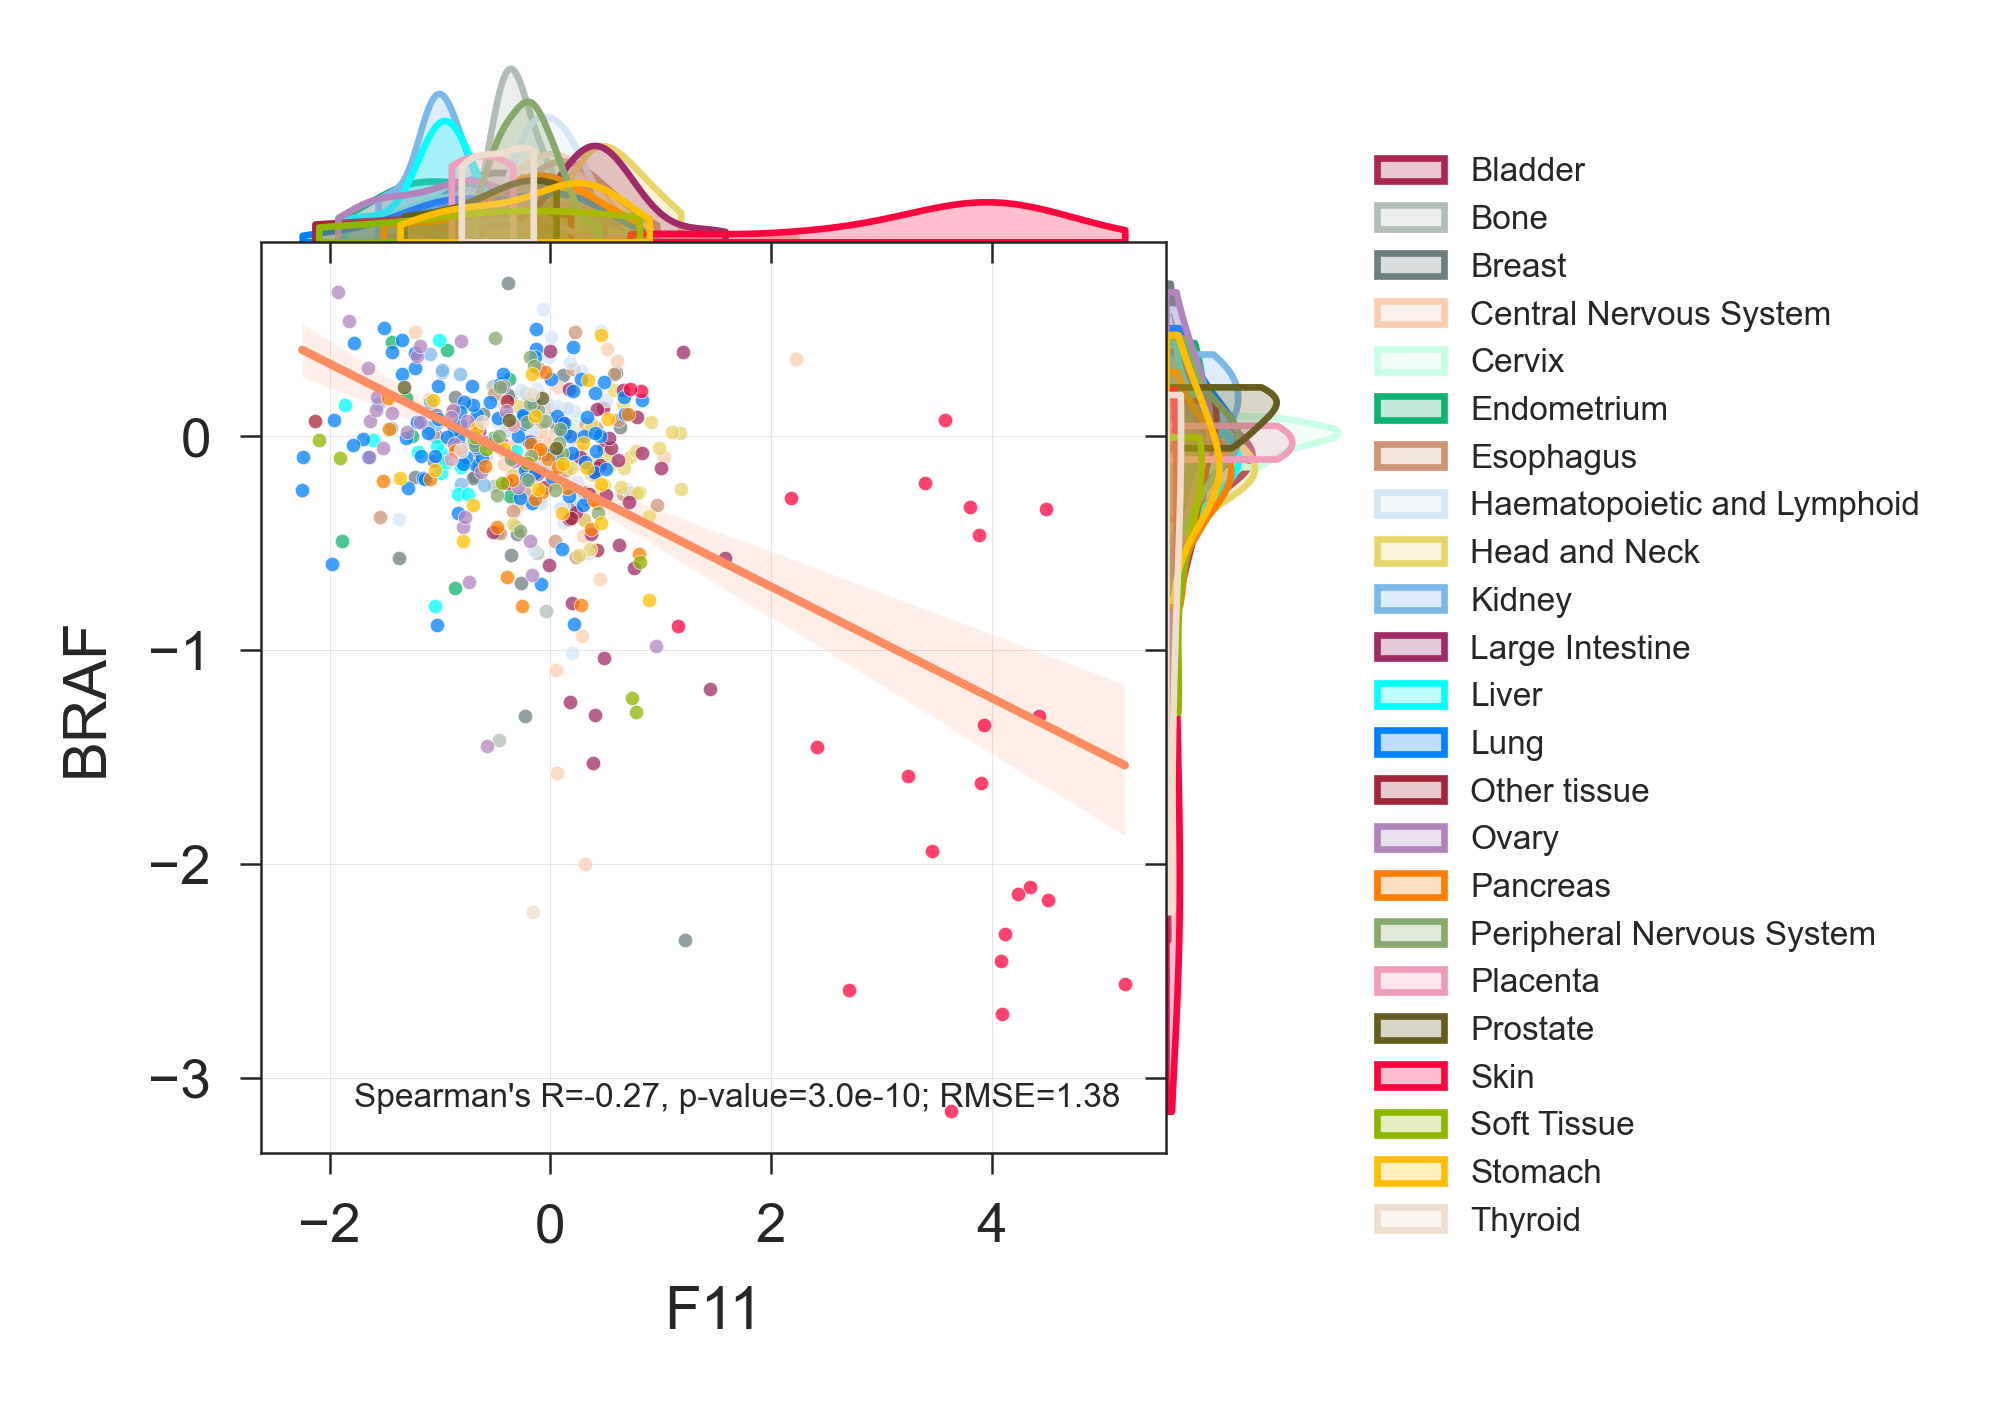 Bladder
Bone
Breast
Central Nervous System
Cervix
Endometrium
Esophagus
Haematopoietic and Lymphoid
Head and Neck
Kidney
Large Intestine
Liver
Lung
Other tissue
Ovary
Pancreas
Peripheral Nervous System
Placenta
Prostate
Skin
Soft Tissue
Stomach
Thyroid
BRAF
0
−1
−2
−3
Spearman's R=-0.27, p-value=3.0e-10; RMSE=1.38
−2 0 2 4
F11